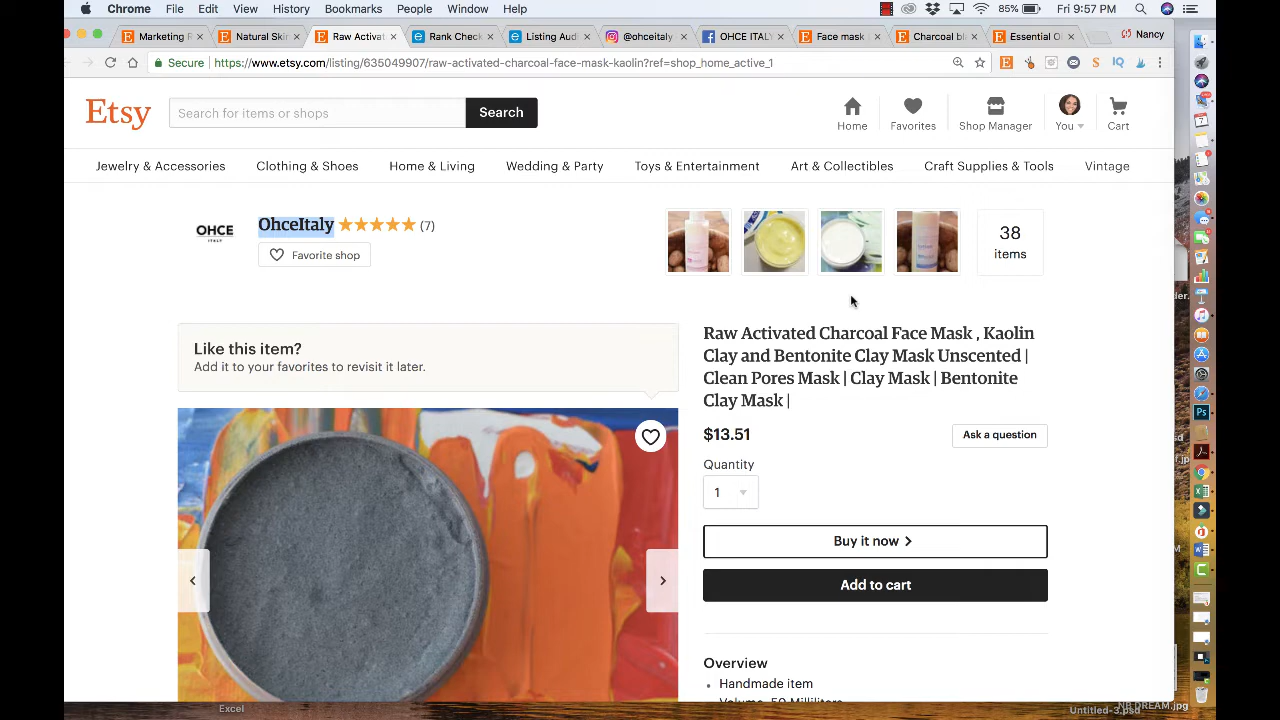 Chrome File Edit View History Bookmarks People Window Help 85% Fri 9:57 PM
Marketing Natural Skin Raw Activat Rank Check Listing Aud @ohceitaly OHCE ITALY Face mask Charcoal bl Essential O Nancy
Secure https://www.etsy.com/listing/635049907/raw-activated-charcoal-face-mask-kaolin?ref=shop_home_active_1
Etsy Search for items or shops Search Home Favorites Shop Manager You Cart
Jewelry & Accessories Clothing & Shoes Home & Living Wedding & Party Toys & Entertainment Art & Collectibles Craft Supplies & Tools Vintage
OHCE
ITALY
OhceItaly (7)
Favorite shop
38
items
Like this item?
Add it to your favorites to revisit it later.
Raw Activated Charcoal Face Mask , Kaolin
Clay and Bentonite Clay Mask Unscented |
Clean Pores Mask | Clay Mask | Bentonite
Clay Mask |
$13.51
Ask a question
Quantity
1
Buy it now
Add to cart
Overview
Handmade item
Excel
Untitled-3.psd